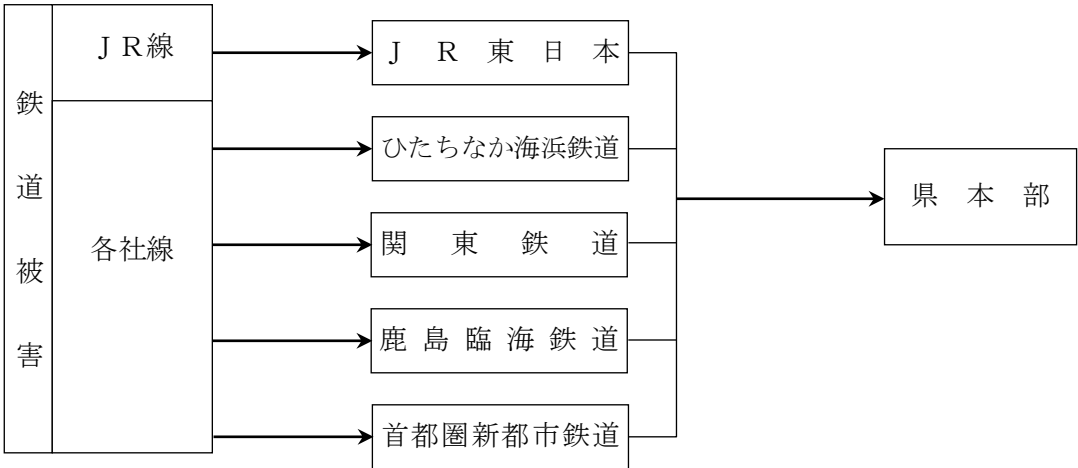 鉄道被害
ＪＲ線
各社線
ＪＲ東日本
ひたちなか海浜鉄道
関東鉄道
鹿島臨海鉄道
首都圏新都市鉄道
県本部